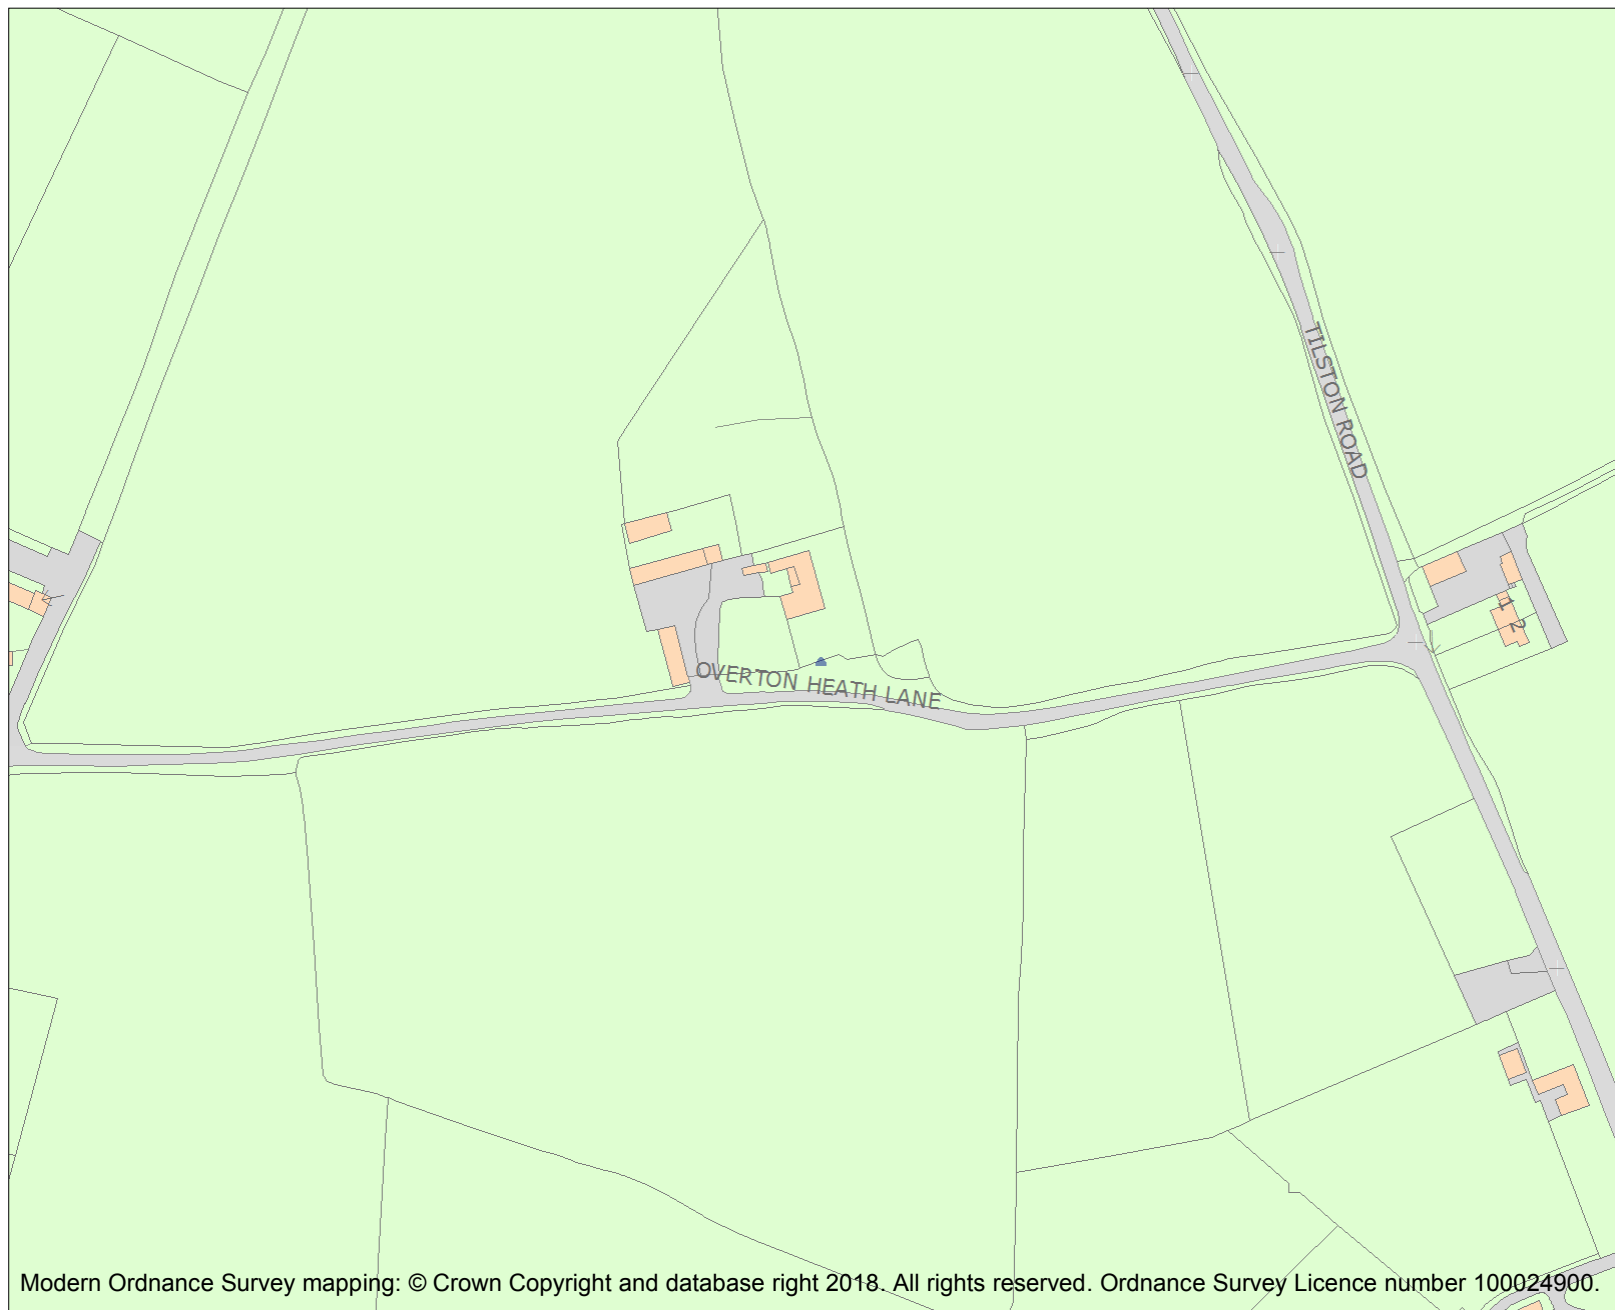 TILSTON ROAD
1
2
OVERTON HEATH LANE
Modern Ordnance Survey mapping: © Crown Copyright and database right 2018. All rights reserved. Ordnance Survey Licence number 100024900.